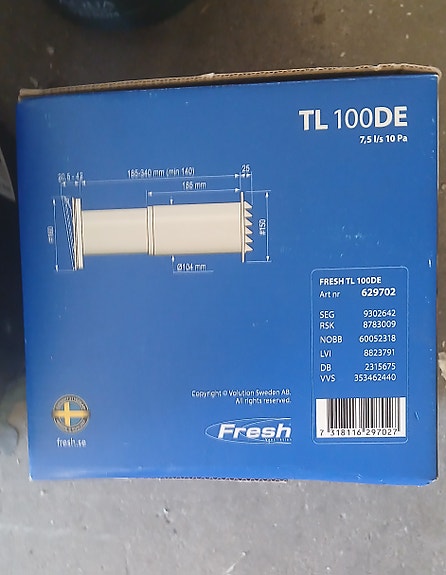 TL 100DE
7,5 l/s 10 Pa
185-340 mm (min 140)
25
186 mm
Ø104 mm
FRESH TL 100DE
Art nr 629702
SEG 9302642
RSK 8783009
NOBB 60052318
LVi 8823791
DB 2315675
VVS 353462440
Copyright © Volution Sweden AB.
All rights reserved.
Fresh
fresh.se
7 318116 297027